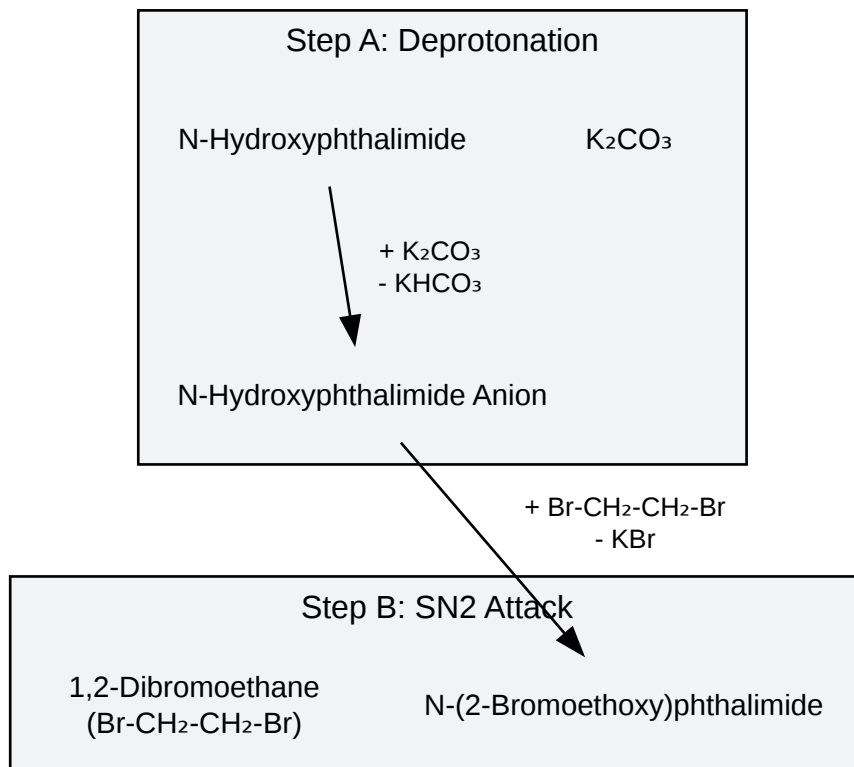 Step A: Deprotonation
N-Hydroxyphthalimide
K₂CO₃
+ K₂CO₃
- KHCO₃
N-Hydroxyphthalimide Anion
+ Br-CH₂-CH₂-Br
- KBr
Step B: SN2 Attack
1,2-Dibromoethane
(Br-CH₂-CH₂-Br)
N-(2-Bromoethoxy)phthalimide